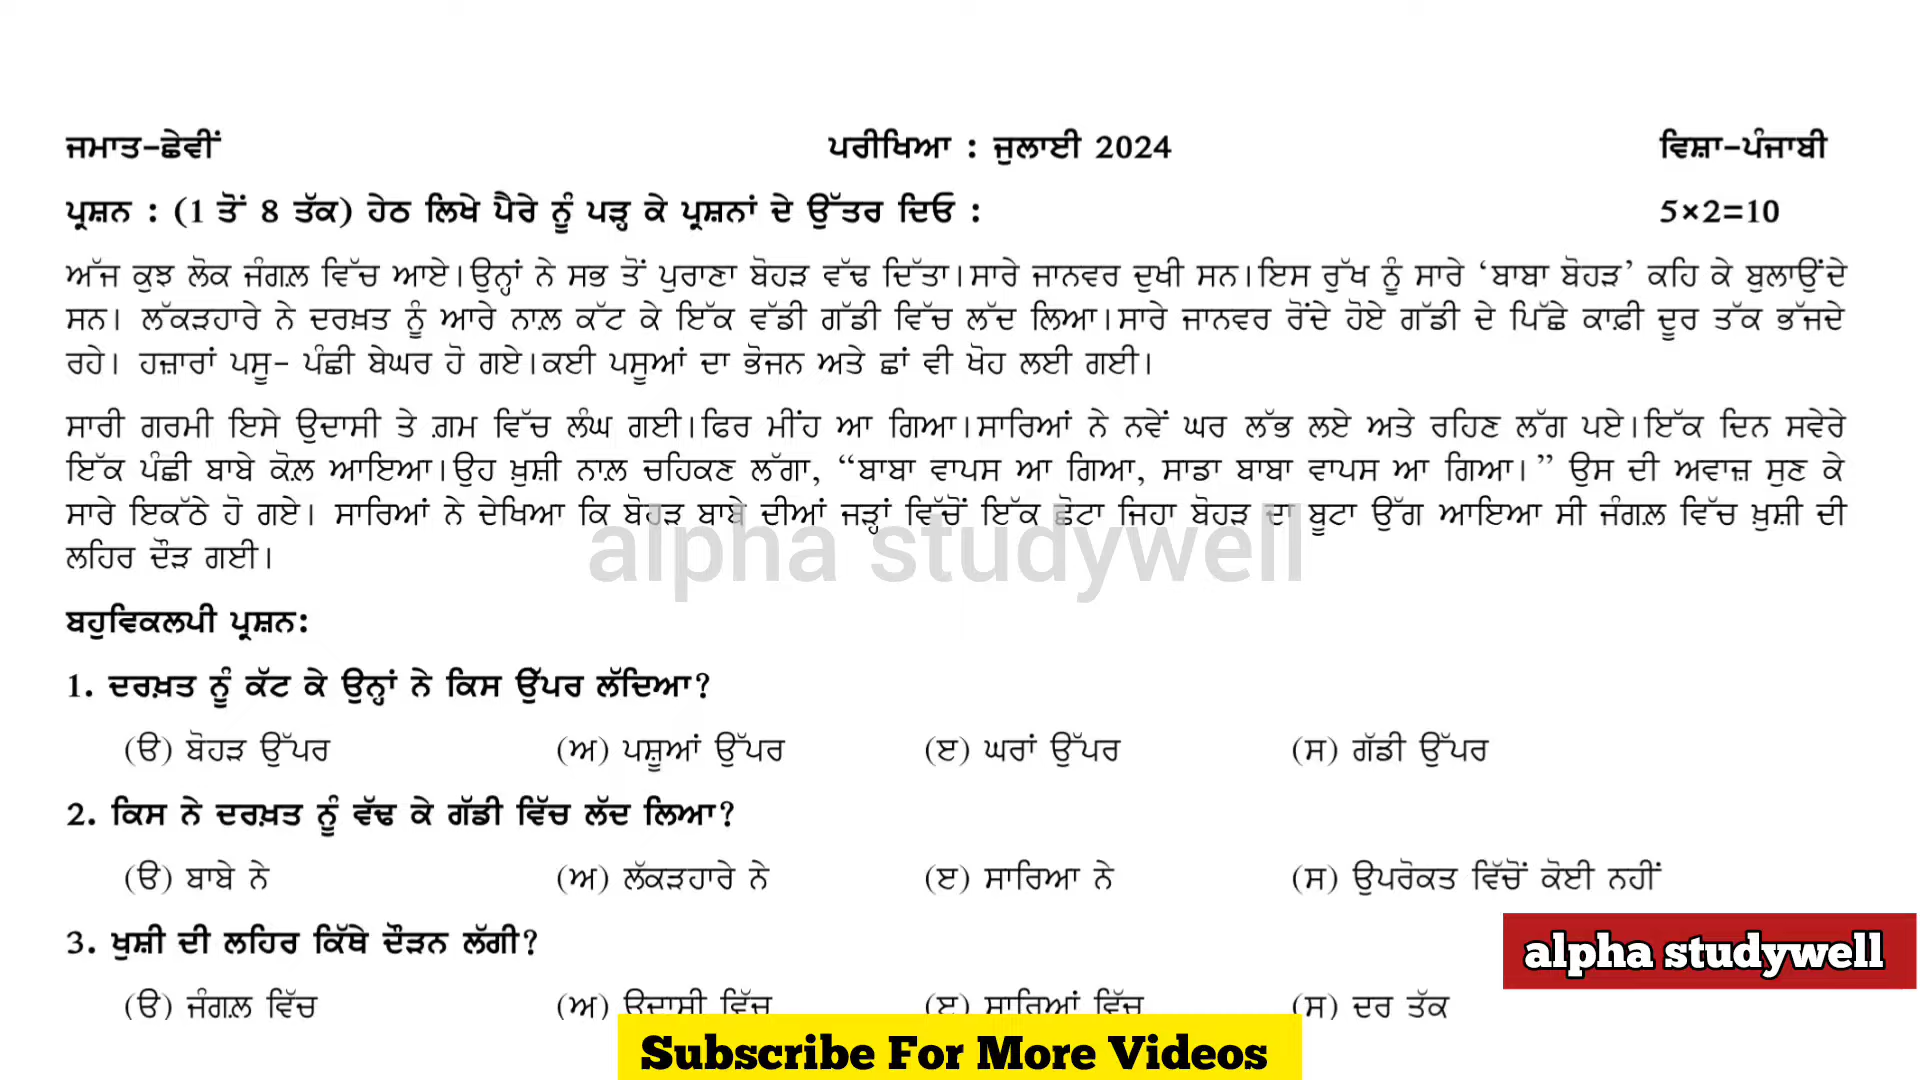 ਜਮਾਤ-ਛੇਵੀਂ ਪਰੀਖਿਆ : ਜੁਲਾਈ 2024 ਵਿਸ਼ਾ-ਪੰਜਾਬੀ
ਪ੍ਰਸ਼ਨ : (1 ਤੋਂ 8 ਤੱਕ) ਹੇਠ ਲਿਖੇ ਪੈਰੇ ਨੂੰ ਪੜ੍ਹ ਕੇ ਪ੍ਰਸ਼ਨਾਂ ਦੇ ਉੱਤਰ ਦਿਓ : 5×2=10
ਅੱਜ ਕੁਝ ਲੋਕ ਜੰਗਲ ਵਿੱਚ ਆਏ।ਉਨ੍ਹਾਂ ਨੇ ਸਭ ਤੋਂ ਪੁਰਾਣਾ ਬੋਹੜ ਵੱਢ ਦਿੱਤਾ।ਸਾਰੇ ਜਾਨਵਰ ਦੁਖੀ ਸਨ।ਇਸ ਰੁੱਖ ਨੂੰ ਸਾਰੇ ‘ਬਾਬਾ ਬੋਹੜ’ ਕਹਿ ਕੇ ਬੁਲਾਉਂਦੇ
ਸਨ। ਲੱਕੜਹਾਰੇ ਨੇ ਦਰਖ਼ਤ ਨੂੰ ਆਰੇ ਨਾਲ਼ ਕੱਟ ਕੇ ਇੱਕ ਵੱਡੀ ਗੱਡੀ ਵਿੱਚ ਲੱਦ ਲਿਆ।ਸਾਰੇ ਜਾਨਵਰ ਰੋਂਦੇ ਹੋਏ ਗੱਡੀ ਦੇ ਪਿੱਛੇ ਕਾਫ਼ੀ ਦੂਰ ਤੱਕ ਭੱਜਦੇ
ਰਹੇ। ਹਜ਼ਾਰਾਂ ਪਸੂ- ਪੰਛੀ ਬੇਘਰ ਹੋ ਗਏ।ਕਈ ਪਸੂਆਂ ਦਾ ਭੋਜਨ ਅਤੇ ਛਾਂ ਵੀ ਖੋਹ ਲਈ ਗਈ।
ਸਾਰੀ ਗਰਮੀ ਇਸੇ ਉਦਾਸੀ ਤੇ ਗ਼ਮ ਵਿੱਚ ਲੰਘ ਗਈ।ਫਿਰ ਮੀਂਹ ਆ ਗਿਆ।ਸਾਰਿਆਂ ਨੇ ਨਵੇਂ ਘਰ ਲੱਭ ਲਏ ਅਤੇ ਰਹਿਣ ਲੱਗ ਪਏ।ਇੱਕ ਦਿਨ ਸਵੇਰੇ
ਇੱਕ ਪੰਛੀ ਬਾਬੇ ਕੋਲ਼ ਆਇਆ।ਉਹ ਖ਼ੁਸ਼ੀ ਨਾਲ਼ ਚਹਿਕਣ ਲੱਗਾ, “ਬਾਬਾ ਵਾਪਸ ਆ ਗਿਆ, ਸਾਡਾ ਬਾਬਾ ਵਾਪਸ ਆ ਗਿਆ।” ਉਸ ਦੀ ਅਵਾਜ਼ ਸੁਣ ਕੇ
ਸਾਰੇ ਇਕੱਠੇ ਹੋ ਗਏ। ਸਾਰਿਆਂ ਨੇ ਦੇਖਿਆ ਕਿ ਬੋਹੜ ਬਾਬੇ ਦੀਆਂ ਜੜ੍ਹਾਂ ਵਿੱਚੋਂ ਇੱਕ ਛੋਟਾ ਜਿਹਾ ਬੋਹੜ ਦਾ ਬੂਟਾ ਉੱਗ ਆਇਆ ਸੀ ਜੰਗਲ਼ ਵਿੱਚ ਖ਼ੁਸ਼ੀ ਦੀ
ਲਹਿਰ ਦੌੜ ਗਈ।
alpha studywell
ਬਹੁਵਿਕਲਪੀ ਪ੍ਰਸ਼ਨ:
1. ਦਰਖ਼ਤ ਨੂੰ ਕੱਟ ਕੇ ਉਨ੍ਹਾਂ ਨੇ ਕਿਸ ਉੱਪਰ ਲੱਦਿਆ?
(ੳ) ਬੋਹੜ ਉੱਪਰ (ਅ) ਪਸ਼ੂਆਂ ਉੱਪਰ (ੲ) ਘਰਾਂ ਉੱਪਰ (ਸ) ਗੱਡੀ ਉੱਪਰ
2. ਕਿਸ ਨੇ ਦਰਖ਼ਤ ਨੂੰ ਵੱਢ ਕੇ ਗੱਡੀ ਵਿੱਚ ਲੱਦ ਲਿਆ?
(ੳ) ਬਾਬੇ ਨੇ (ਅ) ਲੱਕੜਹਾਰੇ ਨੇ (ੲ) ਸਾਰਿਆ ਨੇ (ਸ) ਉਪਰੋਕਤ ਵਿੱਚੋਂ ਕੋਈ ਨਹੀਂ
3. ਖੁਸ਼ੀ ਦੀ ਲਹਿਰ ਕਿੱਥੇ ਦੌੜਨ ਲੱਗੀ?
alpha studywell
(ੳ) ਜੰਗਲ਼ ਵਿੱਚ (ਅ) ਉਦਾਸੀ ਵਿੱਚ (ੲ) ਸਾਰਿਆਂ ਵਿੱਚ (ਸ) ਦਰ ਤੱਕ
Subscribe For More Videos